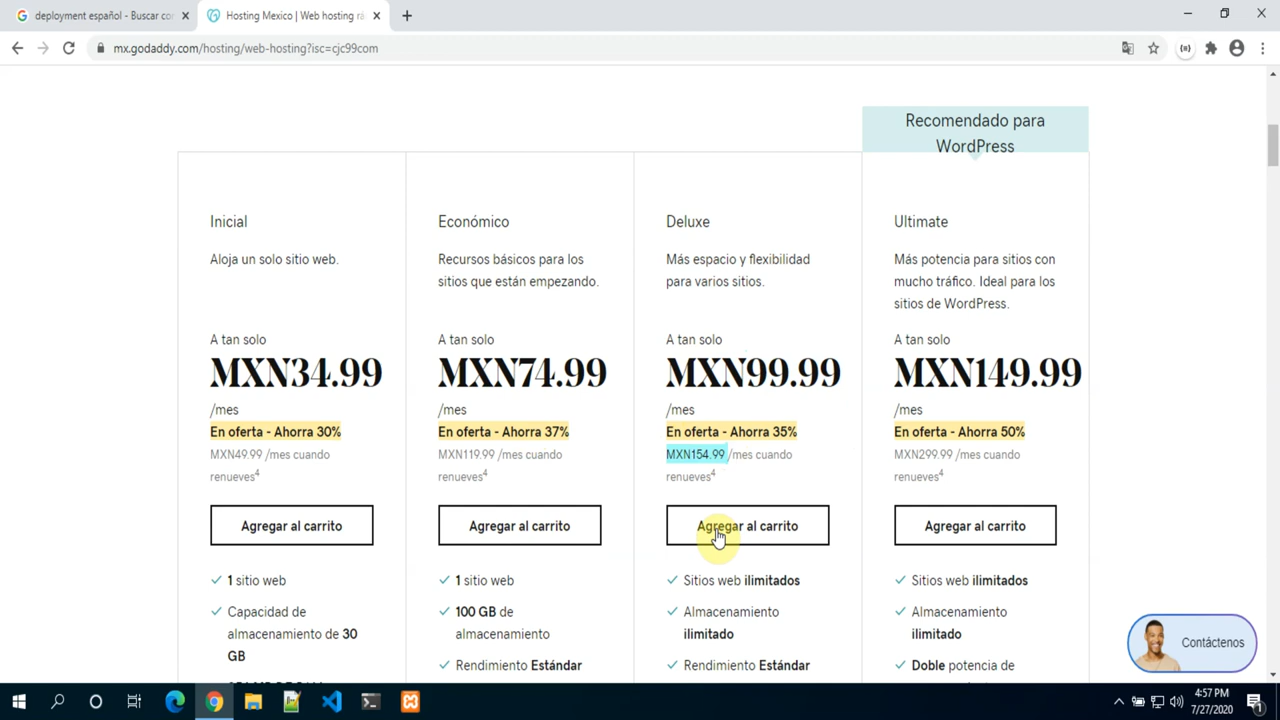 deployment español - Buscar co
Hosting Mexico | Web hosting rá
mx.godaddy.com/hosting/web-hosting?isc=cjc99com
Recomendado para
WordPress
Inicial
Aloja un solo sitio web.
A tan solo
MXN34.99
/mes
En oferta - Ahorra 30%
MXN49.99 /mes cuando
renueves4
Agregar al carrito
1 sitio web
Capacidad de
almacenamiento de 30
GB
Económico
Recursos básicos para los
sitios que están empezando.
A tan solo
MXN74.99
/mes
En oferta - Ahorra 37%
MXN119.99 /mes cuando
renueves4
Agregar al carrito
1 sitio web
100 GB de
almacenamiento
Rendimiento Estándar
Deluxe
Más espacio y flexibilidad
para varios sitios.
A tan solo
MXN99.99
/mes
En oferta - Ahorra 35%
MXN154.99 /mes cuando
renueves4
Agregar al carrito
Sitios web ilimitados
Almacenamiento
ilimitado
Rendimiento Estándar
Ultimate
Más potencia para sitios con
mucho tráfico. Ideal para los
sitios de WordPress.
A tan solo
MXN149.99
/mes
En oferta - Ahorra 50%
MXN299.99 /mes cuando
renueves4
Agregar al carrito
Sitios web ilimitados
Almacenamiento
ilimitado
Doble potencia de
Contáctenos
4:57 PM
7/27/2020
1